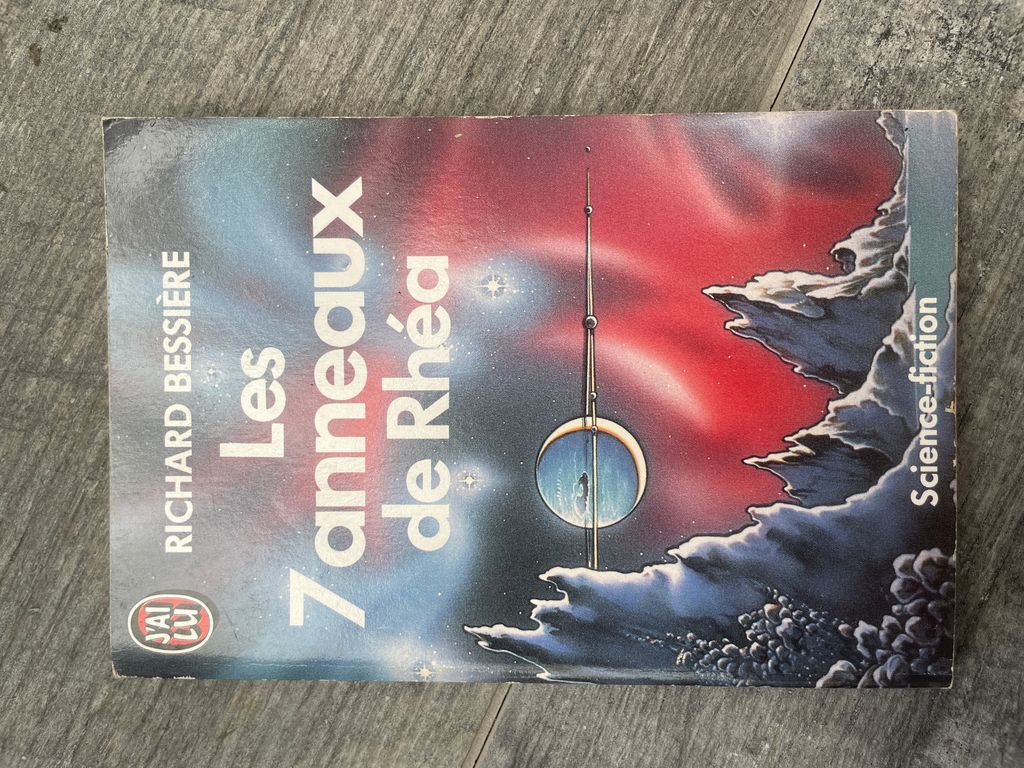 J'AI
LU
RICHARD BESSIÈRE
Les
7 anneaux
de Rhéa
Science-fiction